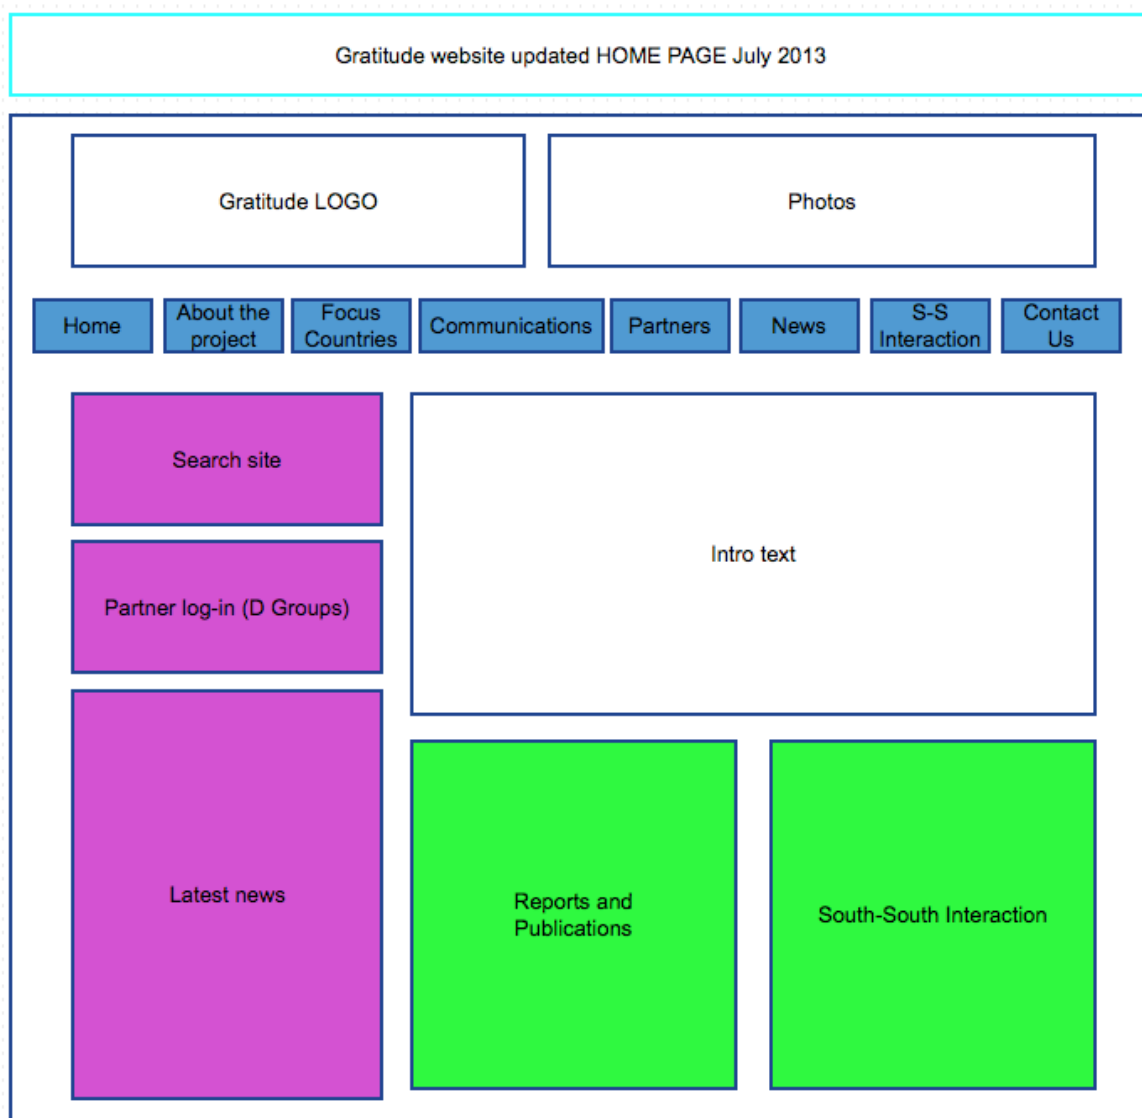 Gratitude website updated HOME PAGE July 2013
Gratitude LOGO
Photos
Home
About the
project
Focus
Countries
Communications
Partners
News
S-S
Interaction
Contact
Us
Search site
Intro text
Partner log-in (D Groups)
Latest news
Reports and
Publications
South-South Interaction